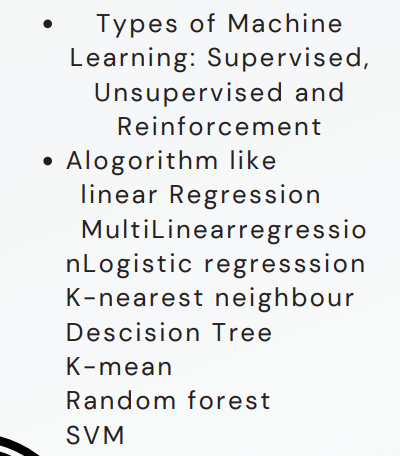 • Types of Machine
Learning: Supervised,
Unsupervised and
Reinforcement
• Alogorithm like
linear Regression
MultiLinearregressio
nLogistic regresssion
K-nearest neighbour
Descision Tree
K-mean
Random forest
SVM